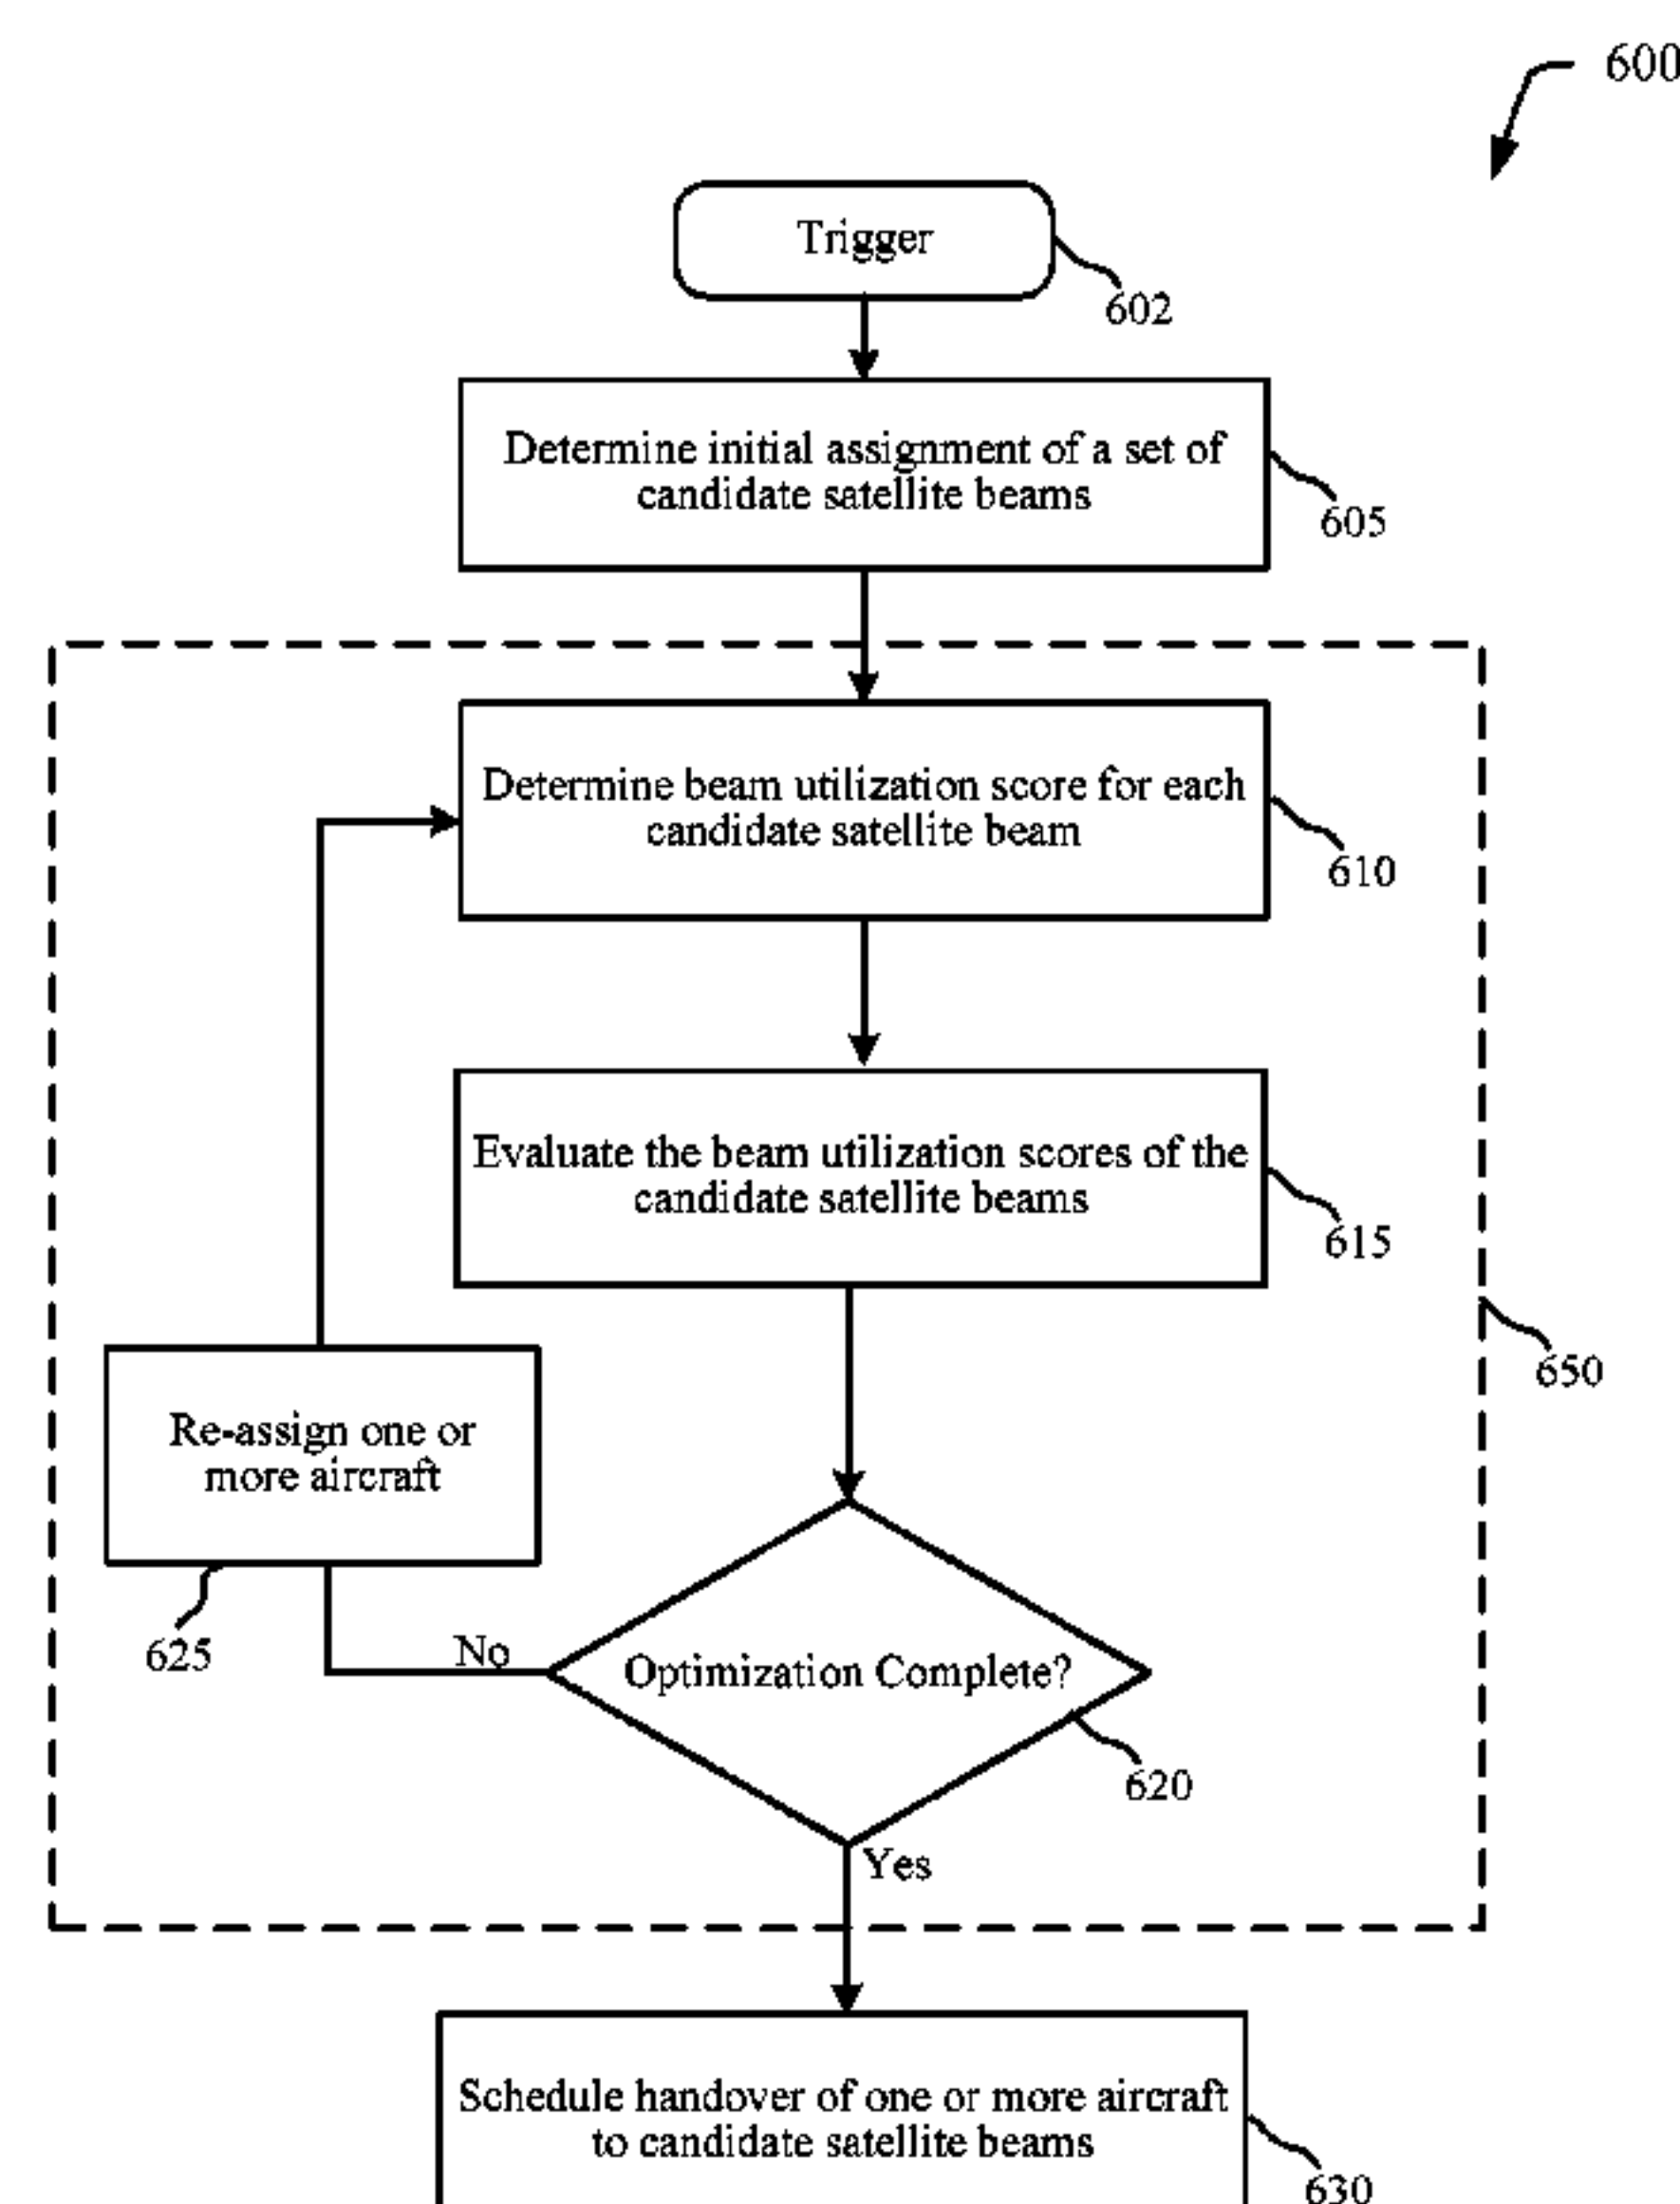 600
Trigger
602
Determine initial assignment of a set of
candidate satellite beams
605
Determine beam utilization score for each
candidate satellite beam
610
Evaluate the beam utilization scores of the
candidate satellite beams
615
650
Re-assign one or
more aircraft
625
No
Optimization Complete?
620
Yes
Schedule handover of one or more aircraft
to candidate satellite beams
630